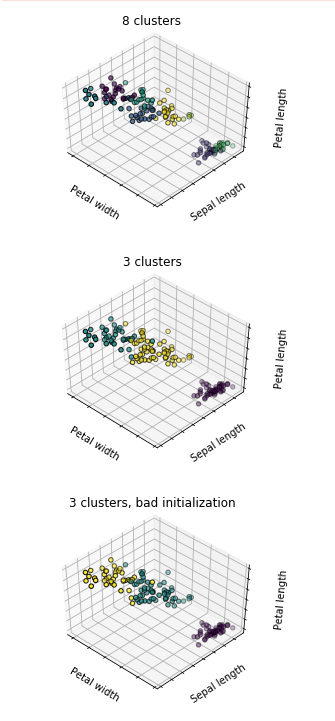 8 clusters
Petal length
Petal width
Sepal length
3 clusters
Petal length
Petal width
Sepal length
3 clusters, bad initialization
Petal length
Petal width
Sepal length